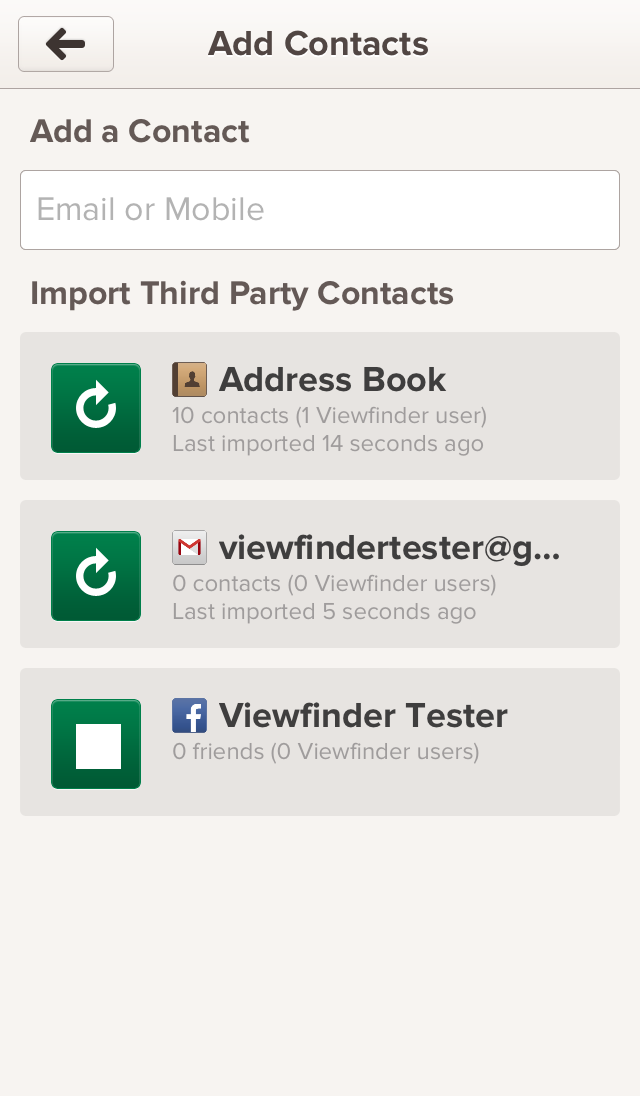 Add Contacts
Add a Contact
Email or Mobile
Import Third Party Contacts
Address Book
10 contacts (1 Viewfinder user)
Last imported 14 seconds ago
viewfindertester@g...
0 contacts (0 Viewfinder users)
Last imported 5 seconds ago
Viewfinder Tester
0 friends (0 Viewfinder users)